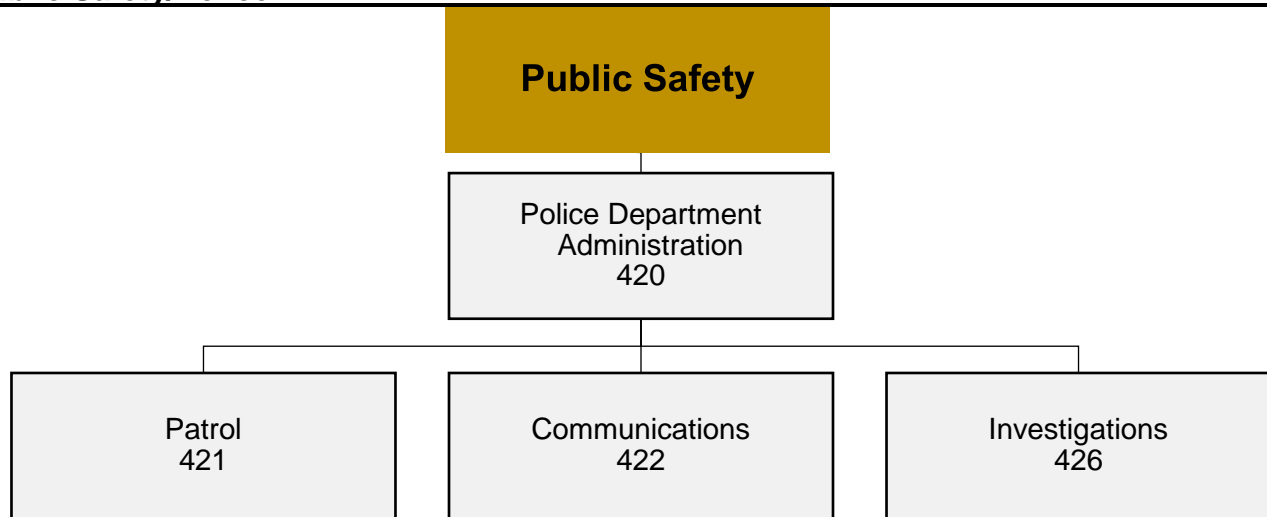 Public Safety
Police Department
Administration
420
Patrol
421
Communications
422
Investigations
426